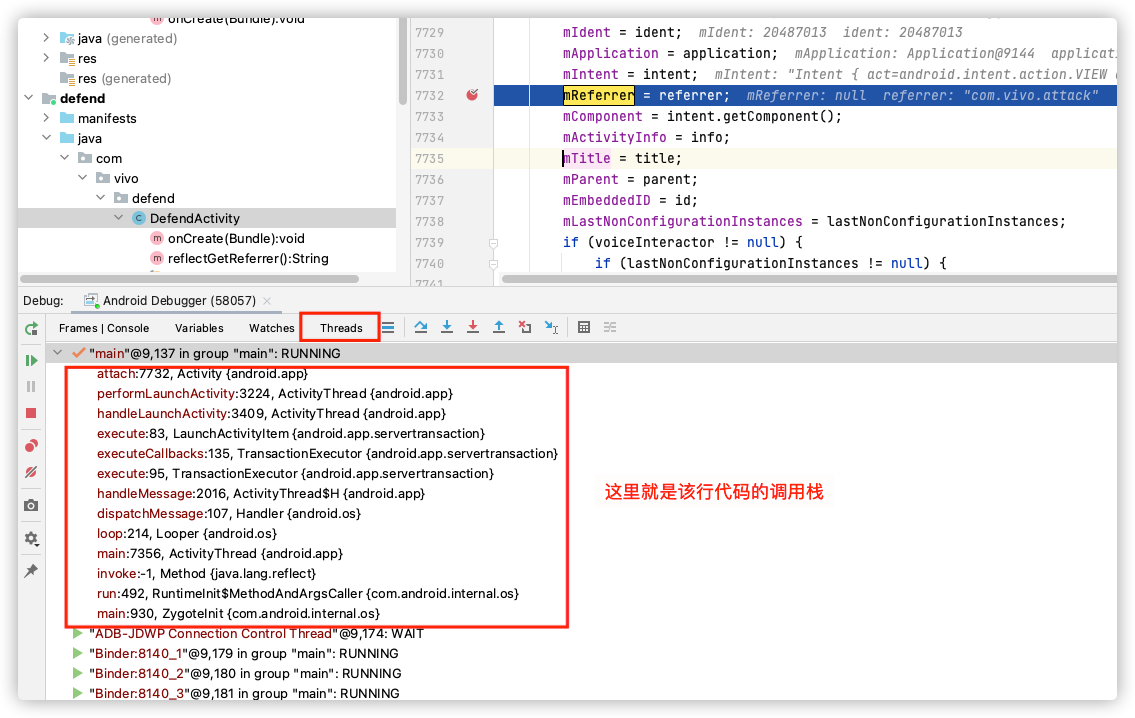 onCreate(Bundle):void
java (generated)
res
res (generated)
defend
manifests
java
com
vivo
defend
DefendActivity
onCreate(Bundle):void
reflectGetReferrer():String
7729 mIdent = ident; mIdent: 20487013 ident: 20487013
7730 mApplication = application; mApplication: Application@9144 applicati
7731 mIntent = intent; mIntent: "Intent { act=android.intent.action.VIEW
7732 mReferrer = referrer; mReferrer: null referrer: "com.vivo.attack"
7733 mComponent = intent.getComponent();
7734 mActivityInfo = info;
7735 mTitle = title;
7736 mParent = parent;
7737 mEmbeddedID = id;
7738 mLastNonConfigurationInstances = lastNonConfigurationInstances;
7739 if (voiceInteractor != null) {
7740 if (lastNonConfigurationInstances != null) {
7741
Debug: Android Debugger (58057)
Frames | Console Variables Watches Threads
"main"@9,137 in group "main": RUNNING
attach:7732, Activity {android.app}
performLaunchActivity:3224, ActivityThread {android.app}
handleLaunchActivity:3409, ActivityThread {android.app}
execute:83, LaunchActivityItem {android.app.servertransaction}
executeCallbacks:135, TransactionExecutor {android.app.servertransaction}
execute:95, TransactionExecutor {android.app.servertransaction}
handleMessage:2016, ActivityThread$H {android.app}
dispatchMessage:107, Handler {android.os}
loop:214, Looper {android.os}
main:7356, ActivityThread {android.app}
invoke:-1, Method {java.lang.reflect}
run:492, RuntimeInit$MethodAndArgsCaller {com.android.internal.os}
main:930, ZygoteInit {com.android.internal.os}
这里就是该行代码的调用栈
"ADB-JDWP Connection Control Thread"@9,174: WAIT
"Binder:8140_1"@9,179 in group "main": RUNNING
"Binder:8140_2"@9,180 in group "main": RUNNING
"Binder:8140_3"@9,181 in group "main": RUNNING